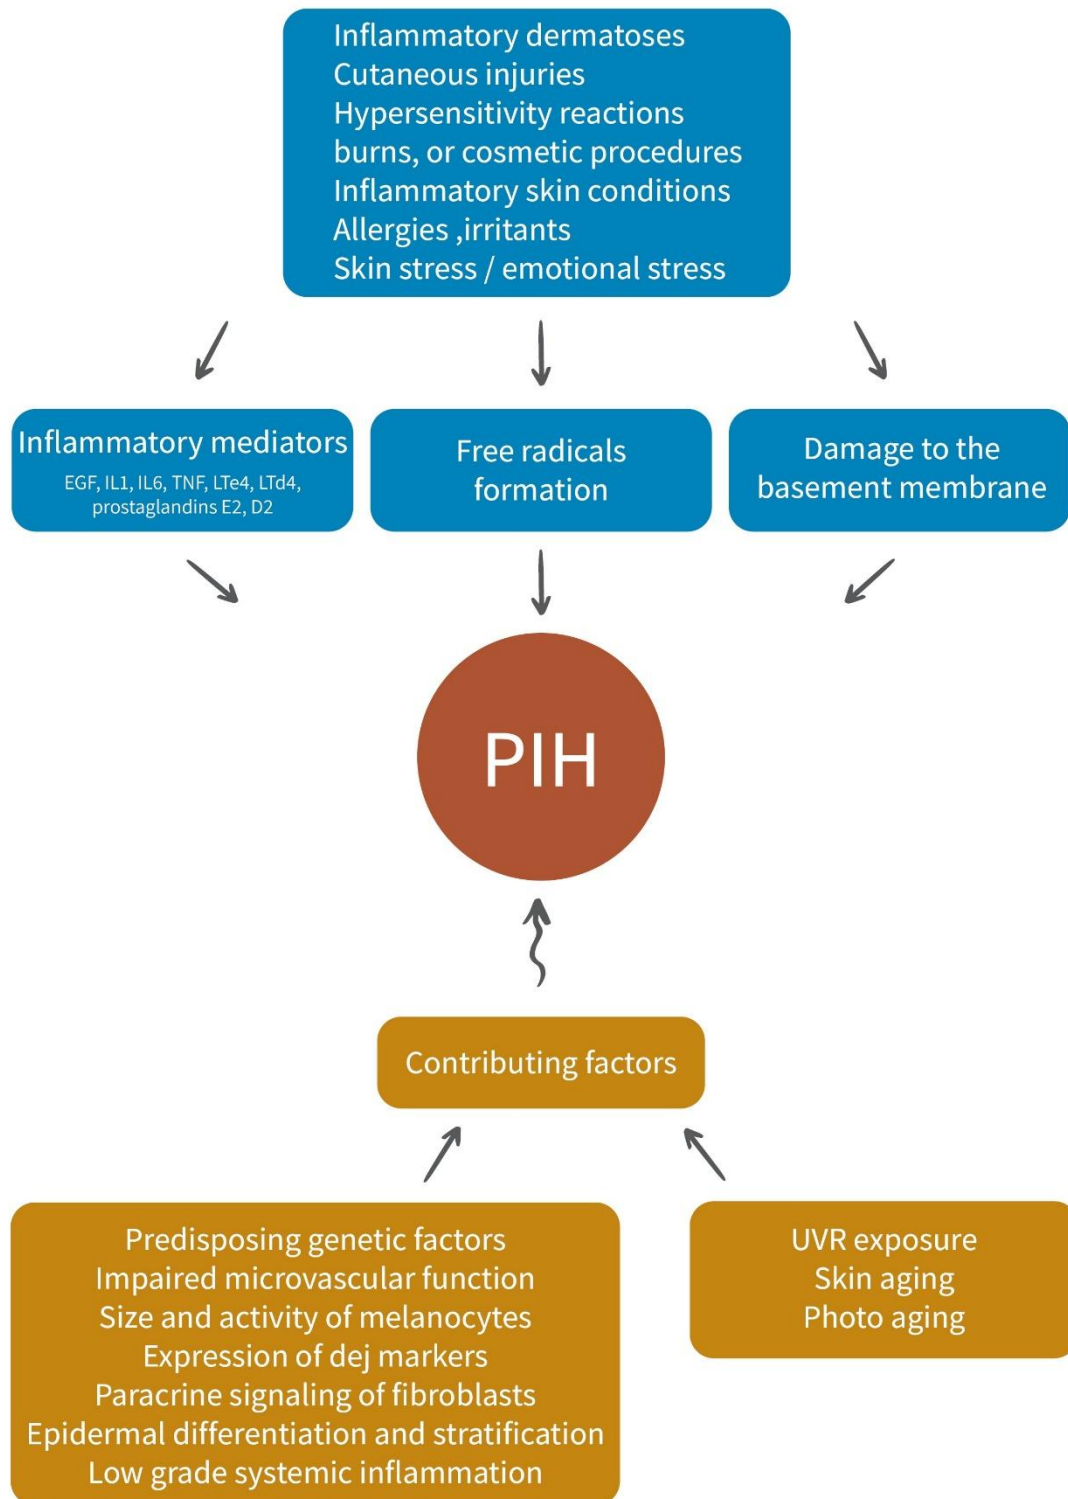 Inflammatory dermatoses
Cutaneous injuries
Hypersensitivity reactions
burns, or cosmetic procedures
Inflammatory skin conditions
Allergies ,irritants
Skin stress / emotional stress
Inflammatory mediators
EGF, IL1, IL6, TNF, LTe4, LTd4,
prostaglandins E2, D2
Free radicals
formation
Damage to the
basement membrane
PIH
Contributing factors
Predisposing genetic factors
Impaired microvascular function
Size and activity of melanocytes
Expression of dej markers
Paracrine signaling of fibroblasts
Epidermal differentiation and stratification
Low grade systemic inflammation
UVR exposure
Skin aging
Photo aging